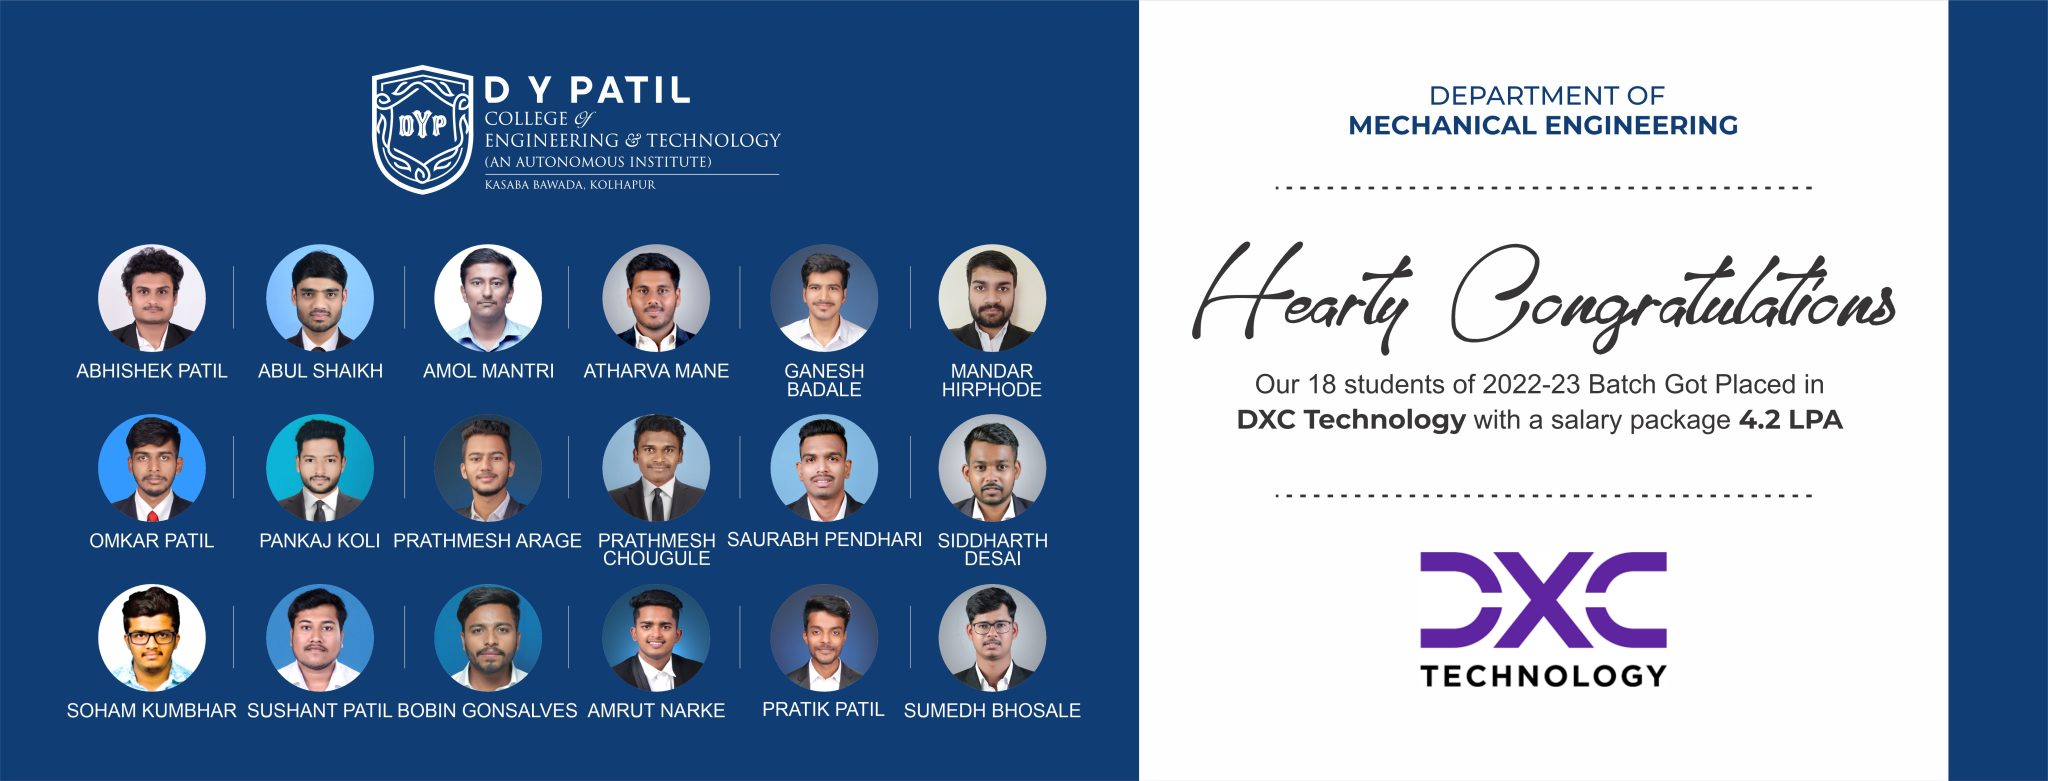 DYP
D Y PATIL
COLLEGE of
ENGINEERING & TECHNOLOGY
(AN AUTONOMOUS INSTITUTE)
KASABA BAWADA, KOLHAPUR
ABHISHEK PATIL
ABUL SHAIKH
AMOL MANTRI
ATHARVA MANE
GANESH
BADALE
MANDAR
HIRPHODE
OMKAR PATIL
PANKAJ KOLI
PRATHMESH ARAGE
PRATHMESH
CHOUGULE
SAURABH PENDHARI
SIDDHARTH
DESAI
SOHAM KUMBHAR
SUSHANT PATIL
BOBIN GONSALVES
AMRUT NARKE
PRATIK PATIL
SUMEDH BHOSALE
DEPARTMENT OF
MECHANICAL ENGINEERING
Hearty Congratulations
Our 18 students of 2022-23 Batch Got Placed in
DXC Technology with a salary package 4.2 LPA
DXC
TECHNOLOGY